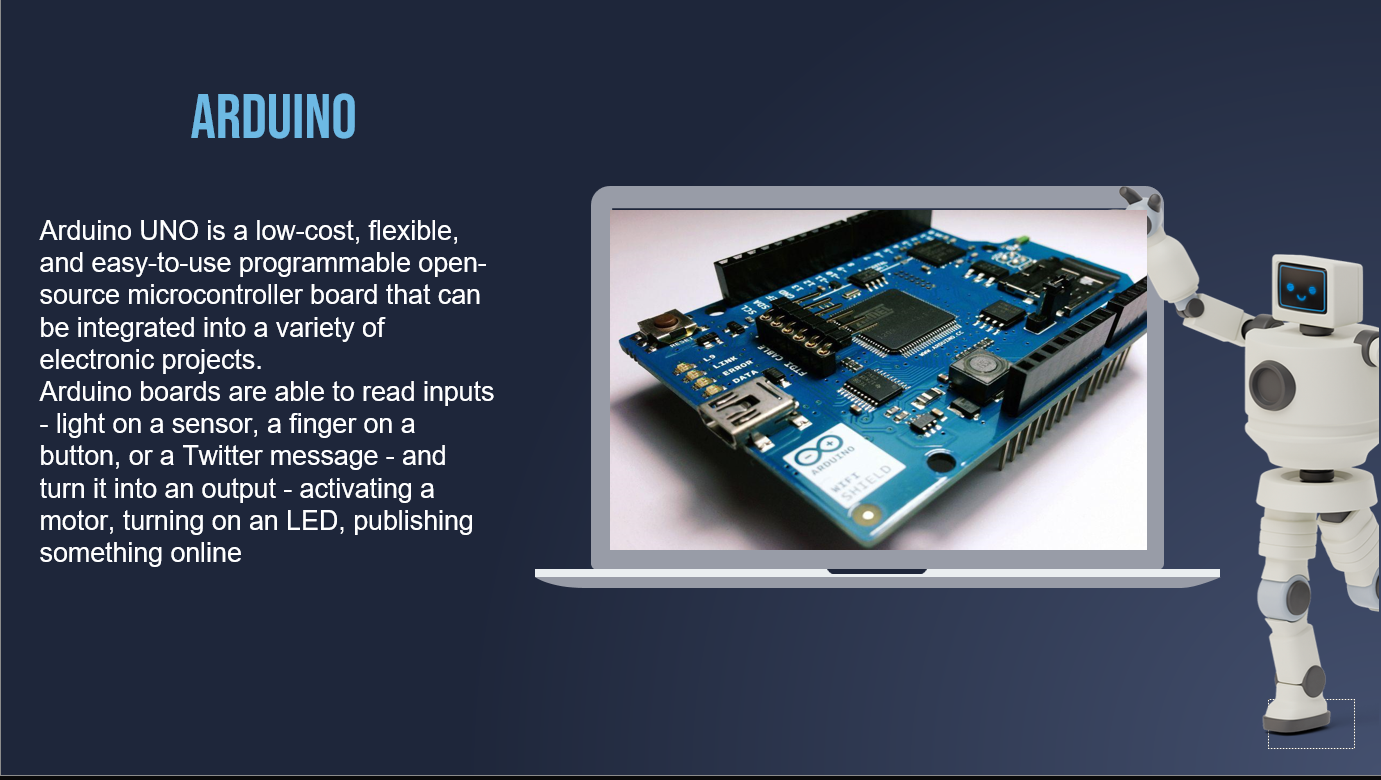 ARDUINO
Arduino UNO is a low-cost, flexible,
and easy-to-use programmable open-
source microcontroller board that can
be integrated into a variety of
electronic projects.
Arduino boards are able to read inputs
- light on a sensor, a finger on a
button, or a Twitter message - and
turn it into an output - activating a
motor, turning on an LED, publishing
something online
L9
LINK
ERROR
DATA
WWW.ARDUINO.CC
ARDUINO
WIFI
SHIELD